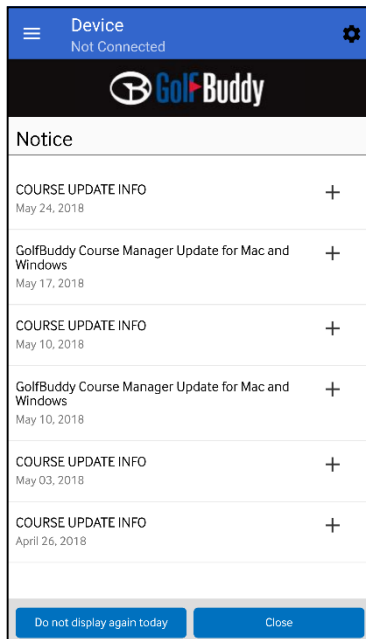 Device
Not Connected
GolfBuddy
Notice
COURSE UPDATE INFO
May 24, 2018
GolfBuddy Course Manager Update for Mac and
Windows
May 17, 2018
COURSE UPDATE INFO
May 10, 2018
GolfBuddy Course Manager Update for Mac and
Windows
May 10, 2018
COURSE UPDATE INFO
May 03, 2018
COURSE UPDATE INFO
April 26, 2018
Do not display again today
Close